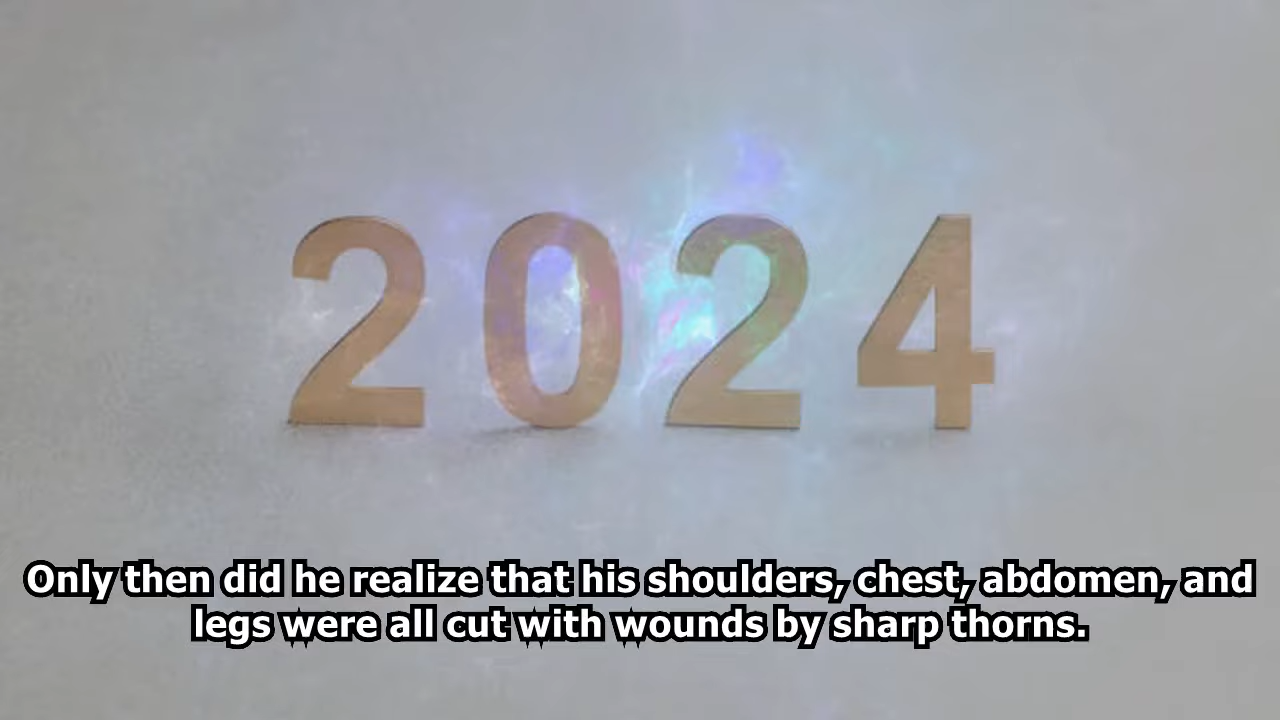 2024
Only then did he realize that his shoulders, chest, abdomen, and
legs were all cut with wounds by sharp thorns.